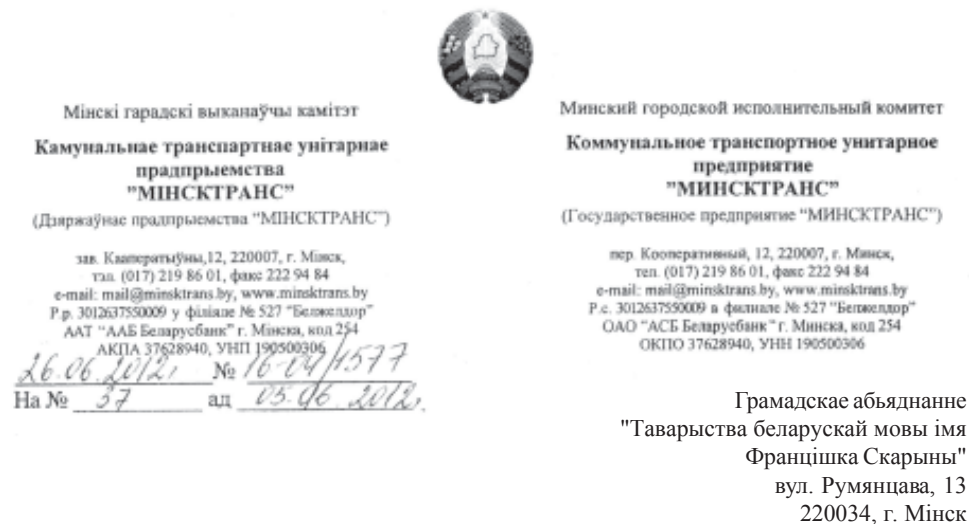 Мінскі гарадскі выканаўчы камітэт
Камунальнае транспартнае унітарнае
прадпрыемства
"МІНСКТРАНС"
(Дзяржаўнае прадпрыемства "МІНСКТРАНС")
зав. Кааператыўны,12, 220007, г. Мінск,
тэл. (017) 219 86 01, факс 222 94 84
e-mail: mail@minsktrans.by, www.minsktrans.by
Р.р. 3012637550009 у філіяле № 527 "Белжелдор"
ААТ "ААБ Беларусбанк" г. Мінска, код 254
АКПА 37628940, УНП 190500306
26.06.2012г № 16-04/1577
На № 37 ад 05.06.2012г.
Минский городской исполнительный комитет
Коммунальное транспортное унитарное
предприятие
"МИНСКТРАНС"
(Государственное предприятие "МИНСКТРАНС")
пер. Кооперативный, 12, 220007, г. Минск,
тел. (017) 219 86 01, факс 222 94 84
e-mail: mail@minsktrans.by, www.minsktrans.by
Р.с. 3012637550009 в филиале № 527 "Белжелдор"
ОАО "АСБ Беларусбанк" г. Минска, код 254
ОКПО 37628940, УНН 190500306
Грамадскае абьяднанне
"Таварыства беларускай мовы імя
Францішка Скарыны"
вул. Румянцава, 13
220034, г. Мінск